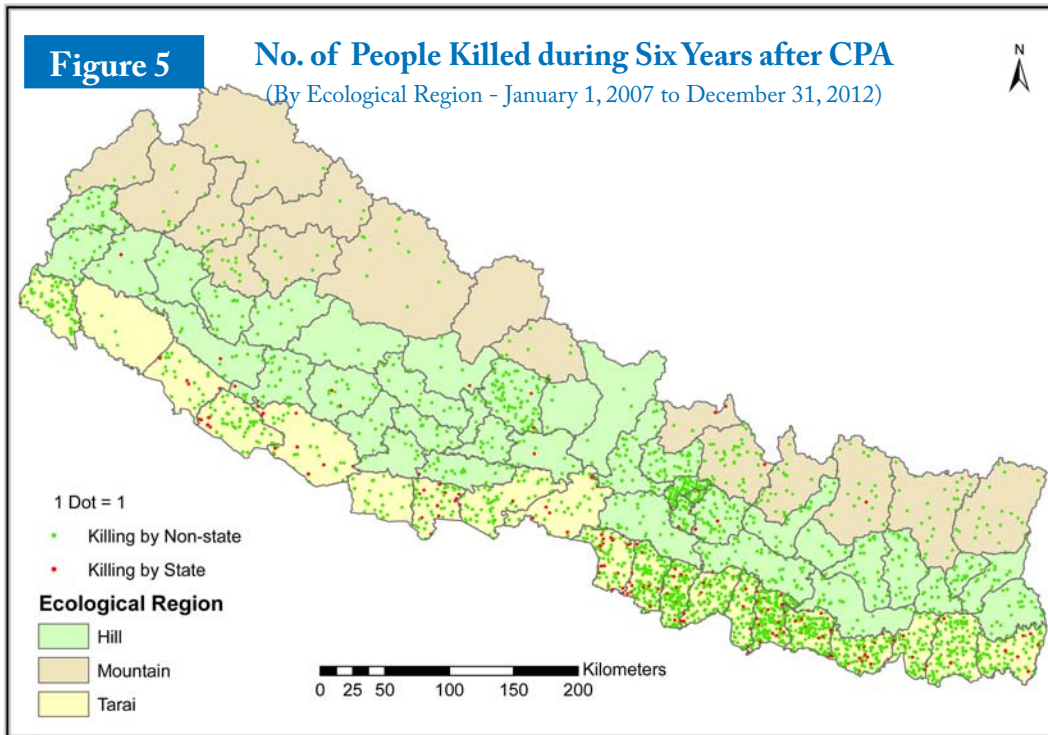 Figure 5
No. of People Killed during Six Years after CPA
(By Ecological Region - January 1, 2007 to December 31, 2012)
N
1 Dot = 1
Killing by Non-state
Killing by State
Ecological Region
Hill
Mountain
Tarai
Kilometers
0 25 50 100 150 200